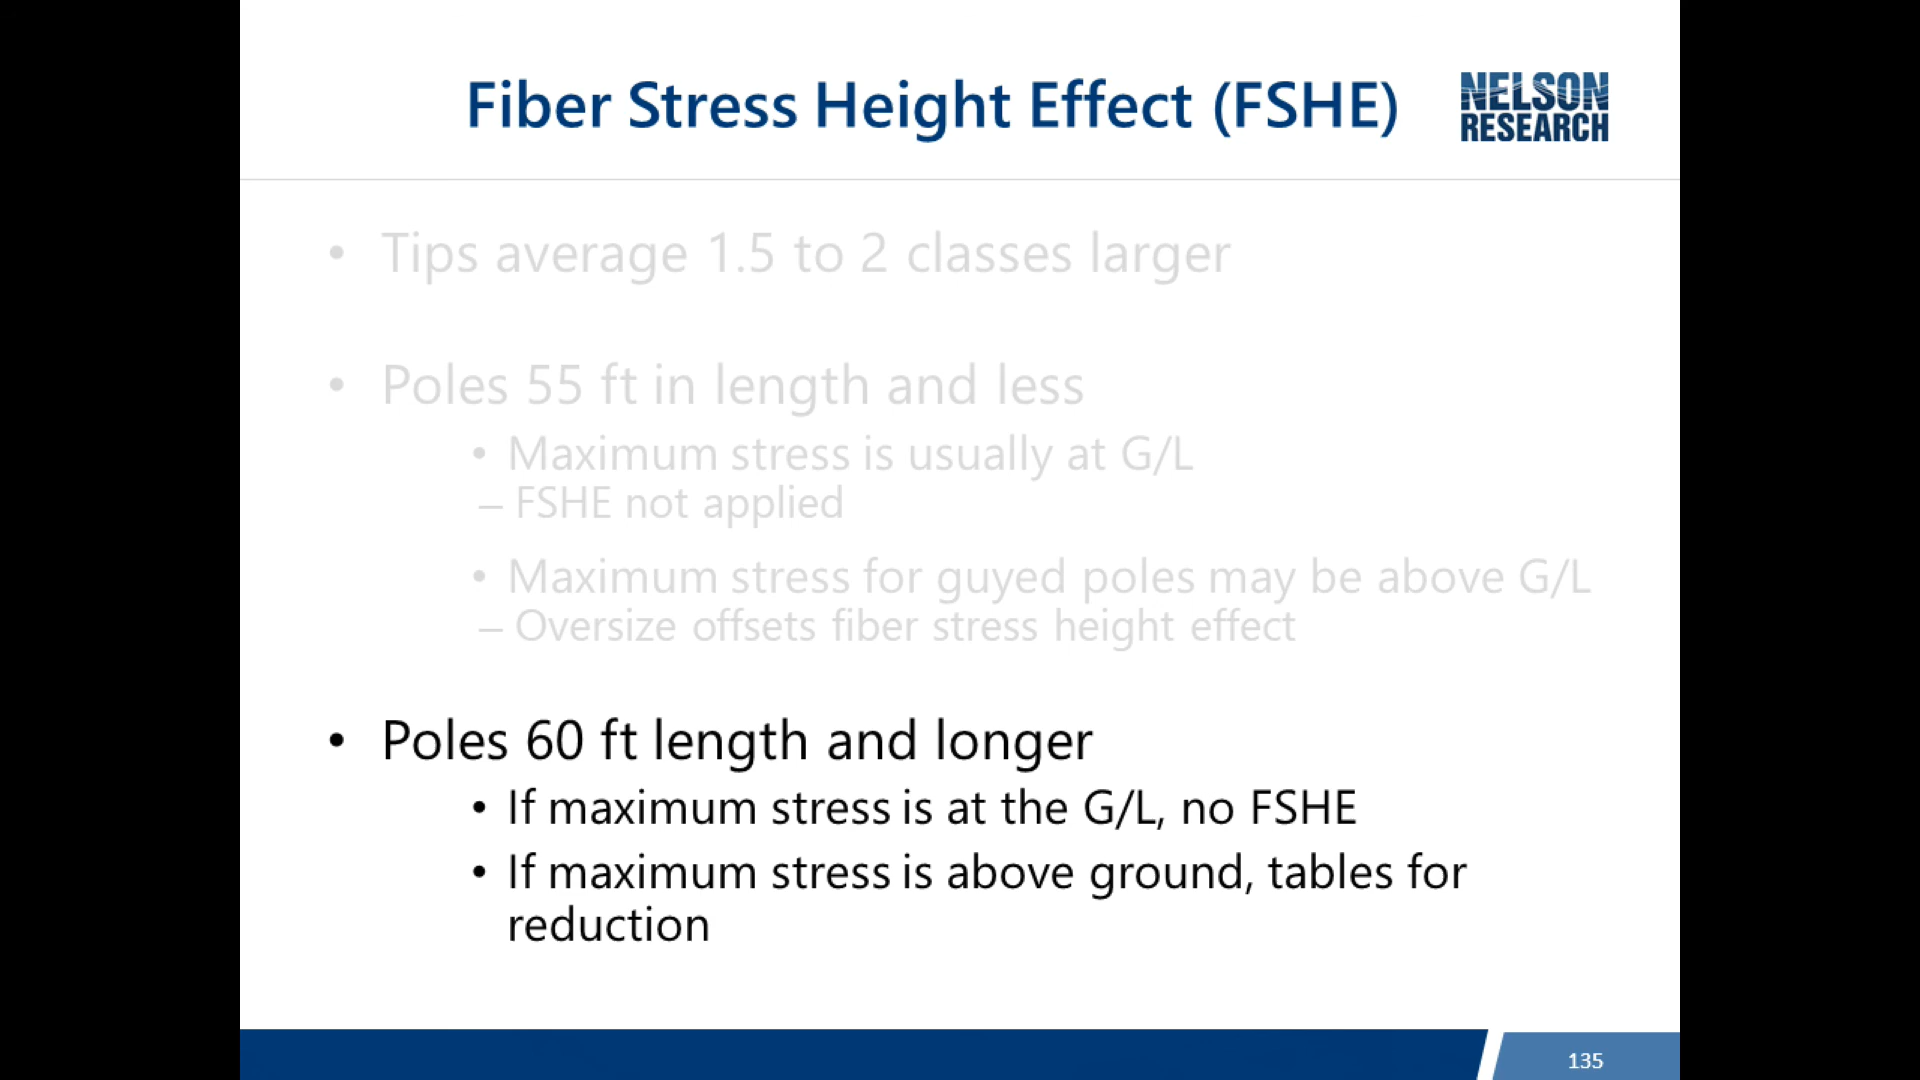 Fiber Stress Height Effect (FSHE)
NELSON
RESEARCH
• Tips average 1.5 to 2 classes larger
• Poles 55 ft in length and less
• Maximum stress is usually at G/L
– FSHE not applied
• Maximum stress for guyed poles may be above G/L
– Oversize offsets fiber stress height effect
• Poles 60 ft length and longer
• If maximum stress is at the G/L, no FSHE
• If maximum stress is above ground, tables for
reduction
135